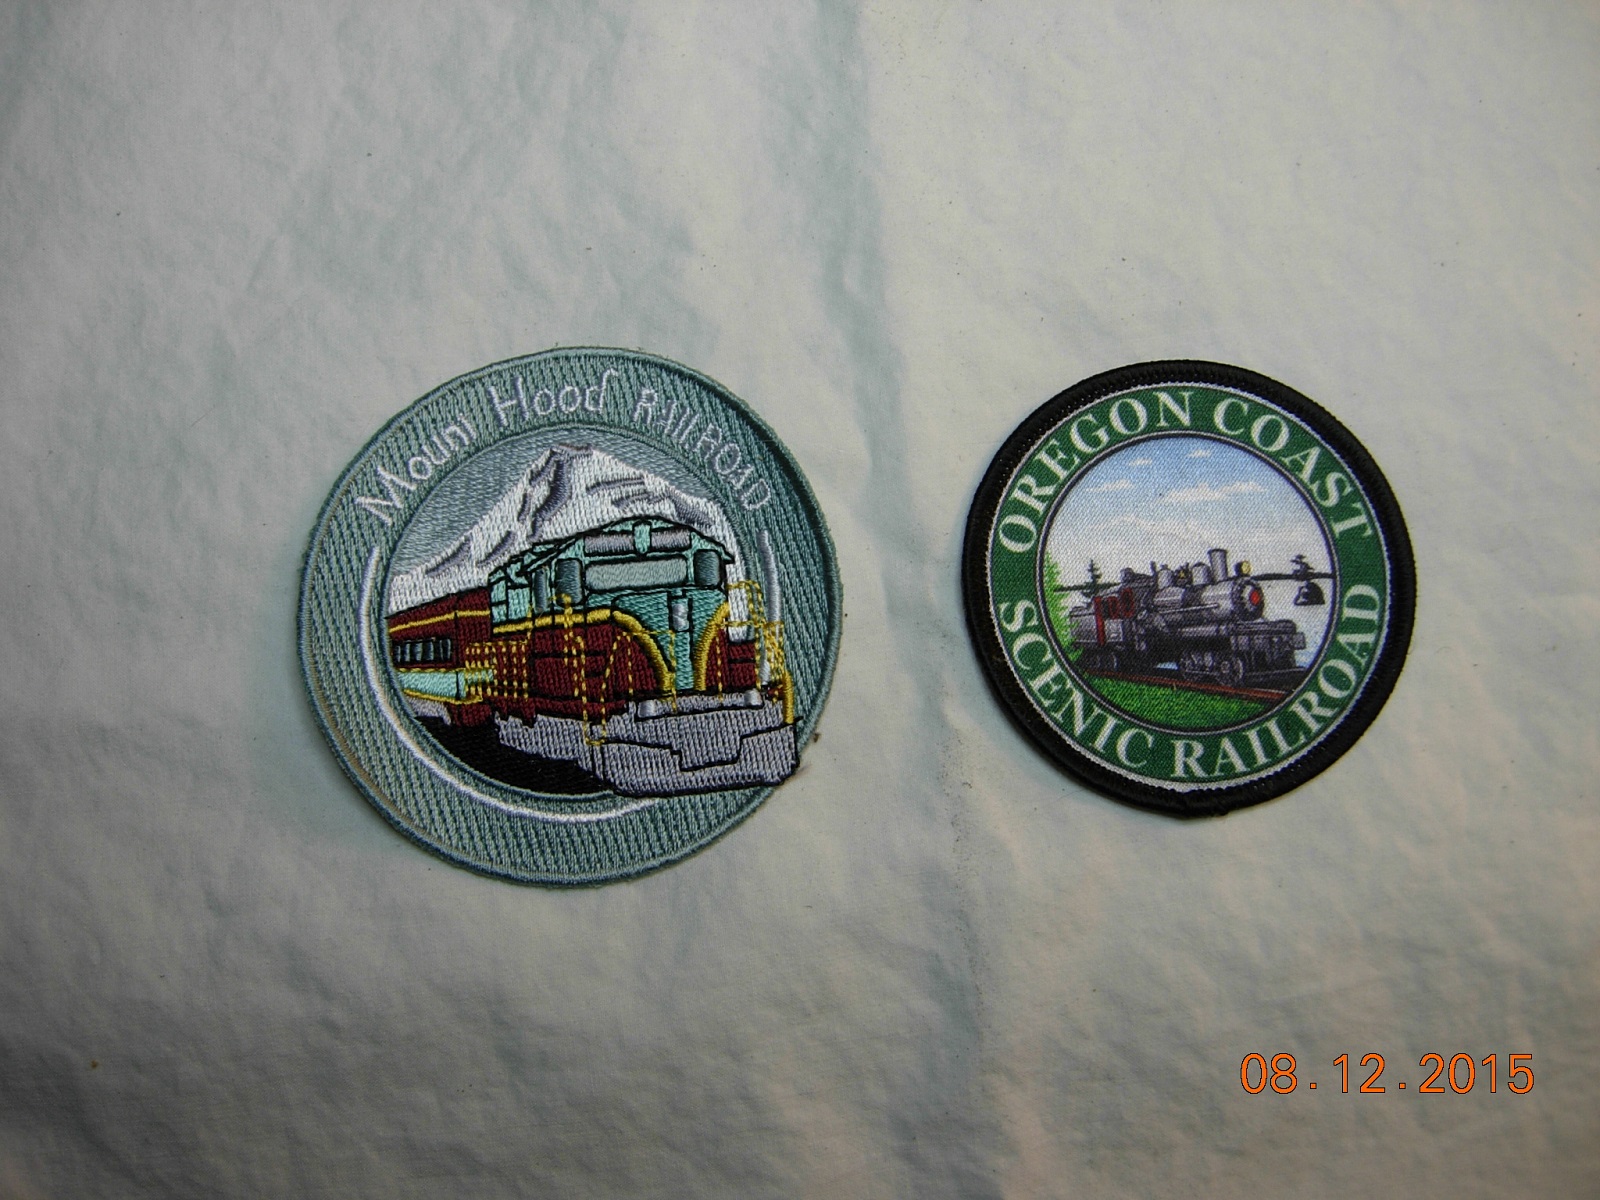 Mount Hood RAILROAD
OREGON COAST
SCENIC RAILROAD
08.12.2015